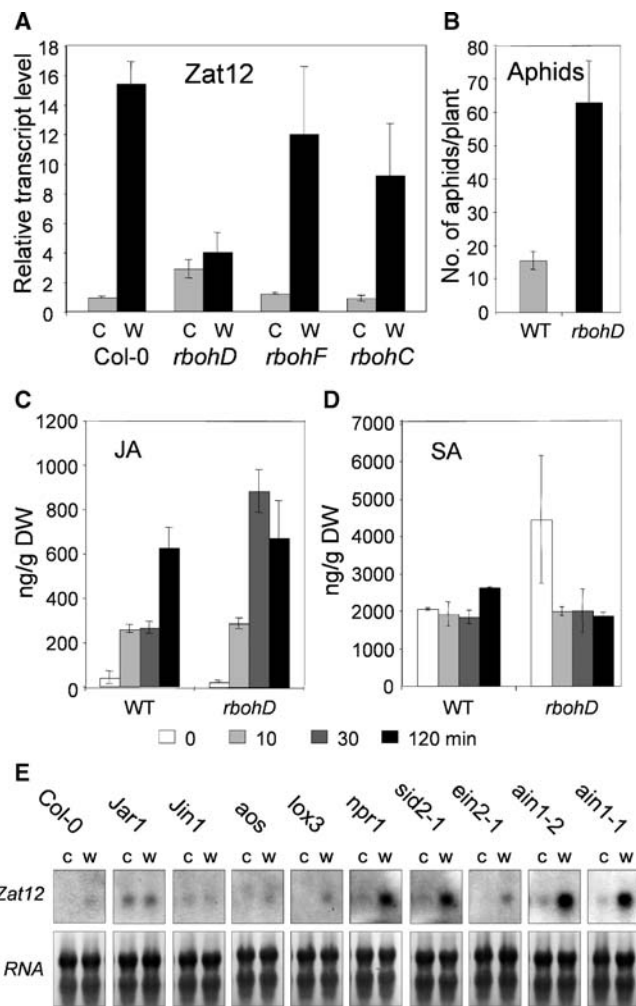 A
Relative transcript level
18
16
14
12
10
8
6
4
2
0
Zat12
C W C W C W C W
Col-0 rbohD rbohF rbohC
B
No. of aphids/plant
80
70
60
50
40
30
20
10
0
Aphids
WT rbohD
C
ng/g DW
1200
1000
800
600
400
200
0
JA
WT rbohD
D
ng/g DW
7000
6000
5000
4000
3000
2000
1000
0
SA
WT rbohD
0 10 30 120 min
E
Col-0 Jar1 Jin1 aos lox3 npr1 sid2-1 ein2-1 ain1-2 ain1-1
c w c w c w c w c w c w c w c w c w c w
Zat12
RNA